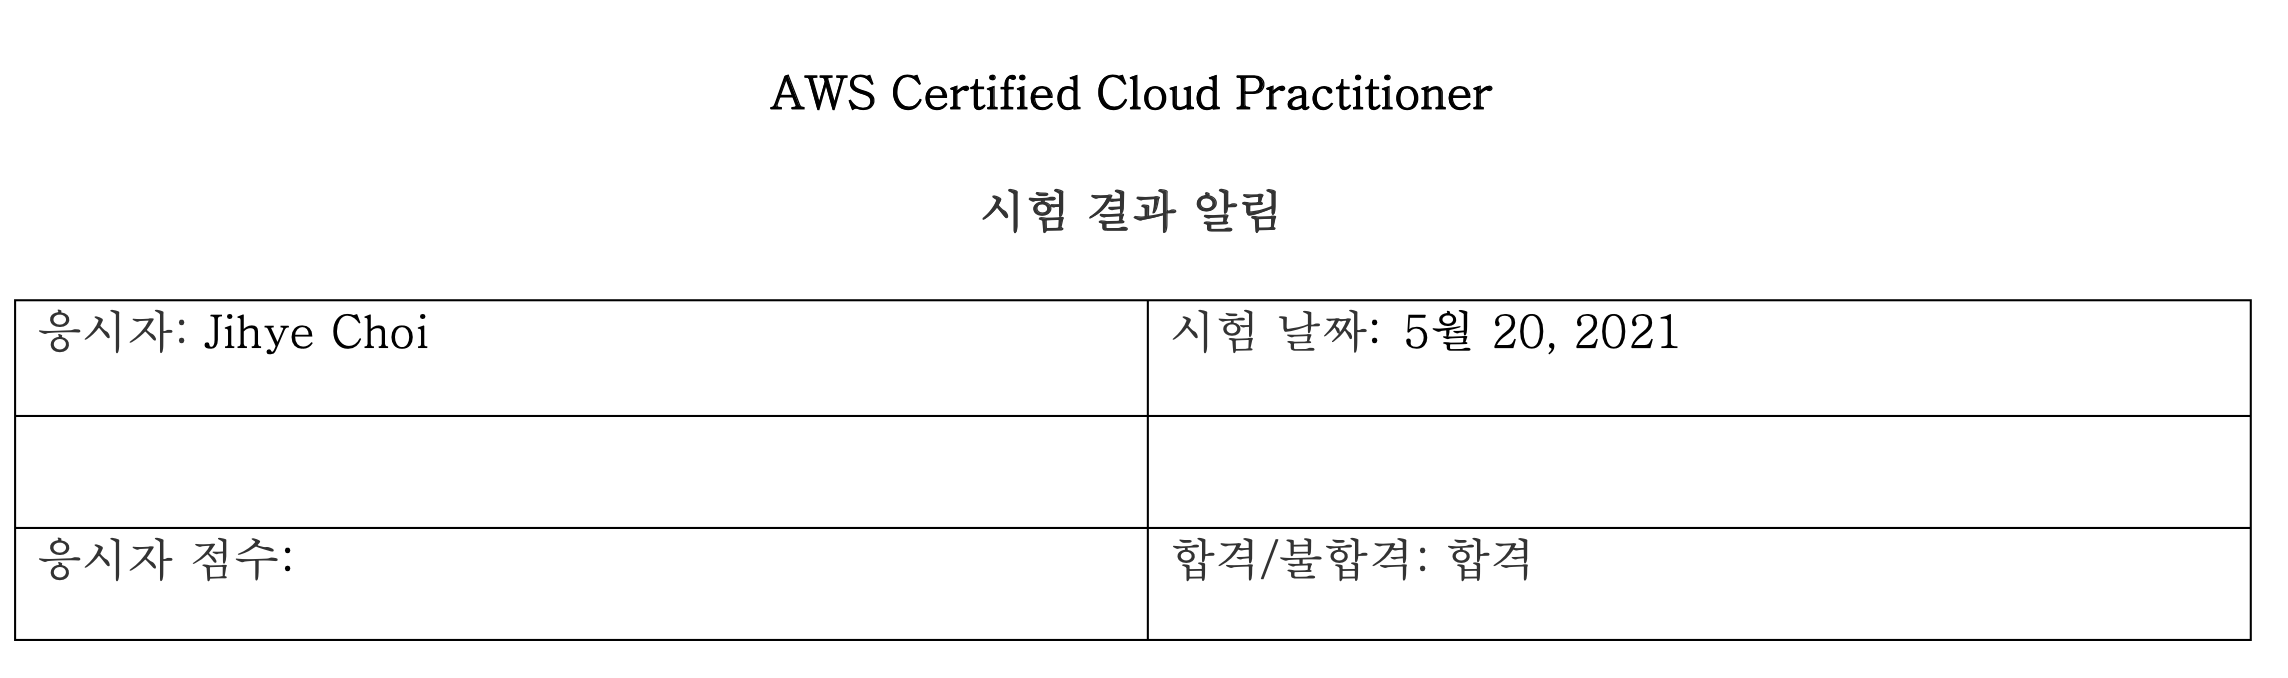 AWS Certified Cloud Practitioner
시험 결과 알림
응시자: Jihye Choi
시험 날짜: 5월 20, 2021
응시자 점수:
합격/불합격: 합격